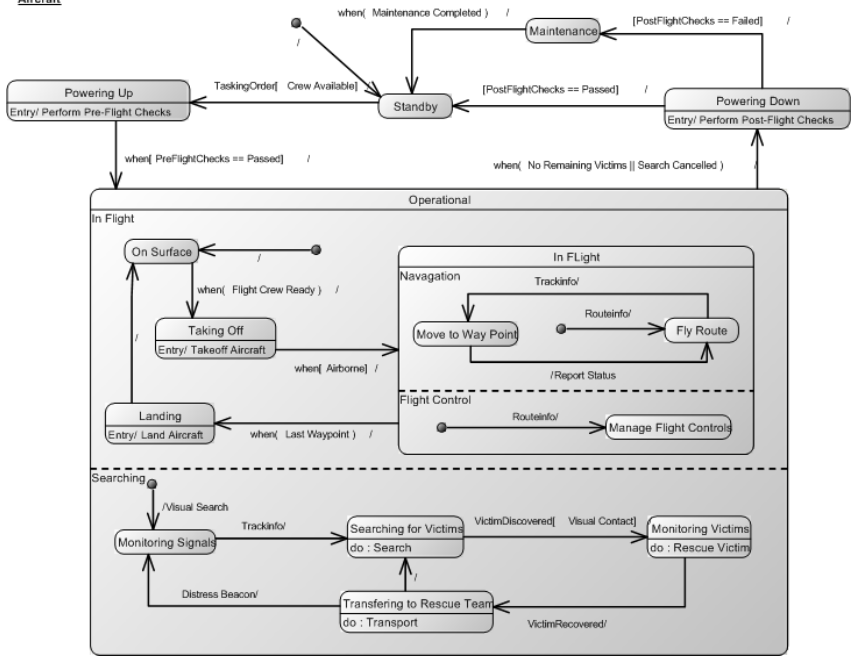 Aircraft
when( Maintenance Completed ) /
/
Maintenance
[PostFlightChecks == Failed] /
Powering Up
Entry/ Perform Pre-Flight Checks
TaskingOrder[ Crew Available]
Standby
[PostFlightChecks == Passed] /
Powering Down
Entry/ Perform Post-Flight Checks
when[ PreFlightChecks == Passed] /
when( No Remaining Victims || Search Cancelled ) /
Operational
In Flight
On Surface
/
when( Flight Crew Ready ) /
Taking Off
Entry/ Takeoff Aircraft
when[ Airborne] /
/
Landing
Entry/ Land Aircraft
when( Last Waypoint ) /
In FLight
Navagation
Trackinfo/
Move to Way Point
Routeinfo/
Fly Route
/Report Status
Flight Control
Routeinfo/
Manage Flight Controls
Searching
/Visual Search
Monitoring Signals
TrackInfo/
Searching for Victims
do : Search
VictimDiscovered[ Visual Contact] /
Monitoring Victims
do : Rescue Victim
/
Distress Beacon/
Transfering to Rescue Team
do : Transport
VictimRecovered/